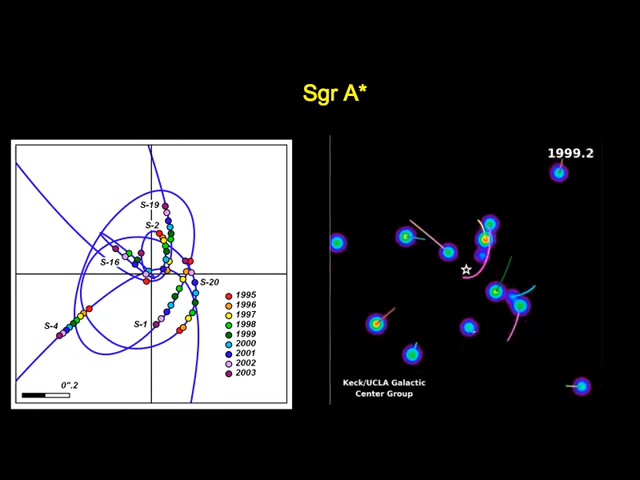 Sgr A*
S-19
S-2
S-16
S-20
S-1
S-4
1995
1996
1997
1998
1999
2000
2001
2002
2003
0".2
1999.2
Keck/UCLA Galactic
Center Group